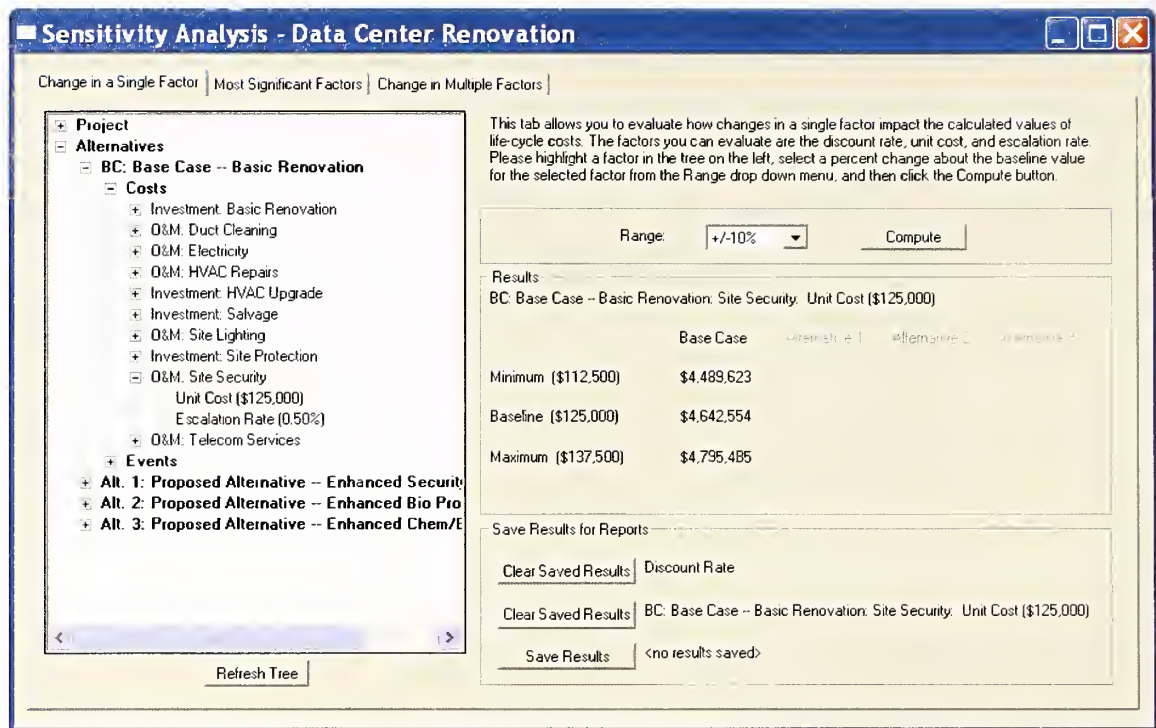 Sensitivity Analysis - Data Center Renovation
Change in a Single Factor
Most Significant Factors
Change in Multiple Factors
Project
Alternatives
BC: Base Case -- Basic Renovation
Costs
Investment: Basic Renovation
O&M: Duct Cleaning
O&M: Electricity
O&M: HVAC Repairs
Investment: HVAC Upgrade
Investment: Salvage
O&M: Site Lighting
Investment: Site Protection
O&M: Site Security
Unit Cost ($125,000)
Escalation Rate (0.50%)
O&M: Telecom Services
Events
Alt. 1: Proposed Alternative -- Enhanced Securit
Alt. 2: Proposed Alternative -- Enhanced Bio Pro
Alt. 3: Proposed Alternative -- Enhanced Chem/
Refresh Tree
This tab allows you to evaluate how changes in a single factor impact the calculated values of
life-cycle costs. The factors you can evaluate are the discount rate, unit cost, and escalation rate.
Please highlight a factor in the tree on the left, select a percent change about the baseline value
for the selected factor from the Range drop down menu, and then click the Compute button.
Range: +/-10% Compute
Results
BC: Base Case -- Basic Renovation: Site Security: Unit Cost ($125,000)
Base Case Alternative 1 Alternative 2
Minimum ($112,500) $4,489,623
Baseline ($125,000) $4,642,554
Maximum ($137,500) $4,795,485
Save Results for Reports
Clear Saved Results Discount Rate
Clear Saved Results BC: Base Case -- Basic Renovation: Site Security: Unit Cost ($125,000)
Save Results <no results saved>